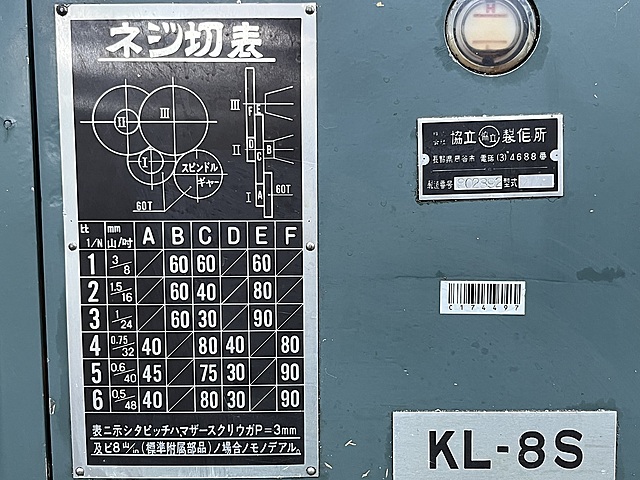 ネジ切表
II
III
I
スピンドル
ギャー
60T
III
F E
II
D
C
B
I
A
60T
比 mm
1/N 山/吋 A B C D E F
1 3/8 / 60 60 / 60 /
2 1.5/16 / 60 40 / 80 /
3 1/24 / 60 30 / 90 /
4 0.75/32 40 / 80 40 / 80
5 0.6/40 45 / 75 30 / 90
6 0.5/48 40 / 80 30 / 90
表ニ示シタピッチハマザースクリウガP=3mm
及ビ8山/in(標準附属部品)ノ場合ノモノデアル。
協立 協立 製作所
電話(3)4688番
製造番号 型式
C174497
KL-8S